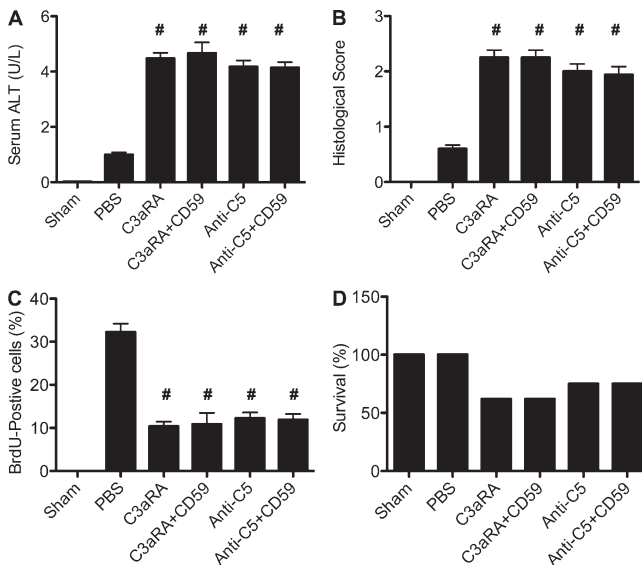 A
Serum ALT (U/L)
6
4
2
0
# # # #
Sham
PBS
C3aRA
C3aRA+CD59
Anti-C5
Anti-C5+CD59
B
Histological Score
3
2
1
0
# # # #
Sham
PBS
C3aRA
C3aRA+CD59
Anti-C5
Anti-C5+CD59
C
BrdU-Postive cells (%)
40
30
20
10
0
# # # #
Sham
PBS
C3aRA
C3aRA+CD59
Anti-C5
Anti-C5+CD59
D
Survival (%)
150
100
50
0
Sham
PBS
C3aRA
C3aRA+CD59
Anti-C5
Anti-C5+CD59